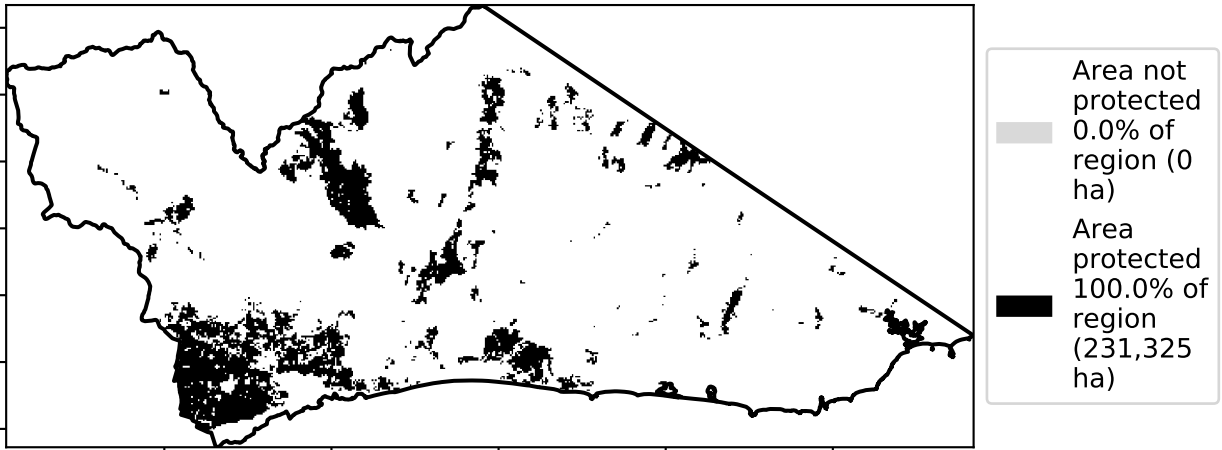 Area not
protected
0.0% of
region (0
ha)
Area
protected
100.0% of
region
(231,325
ha)